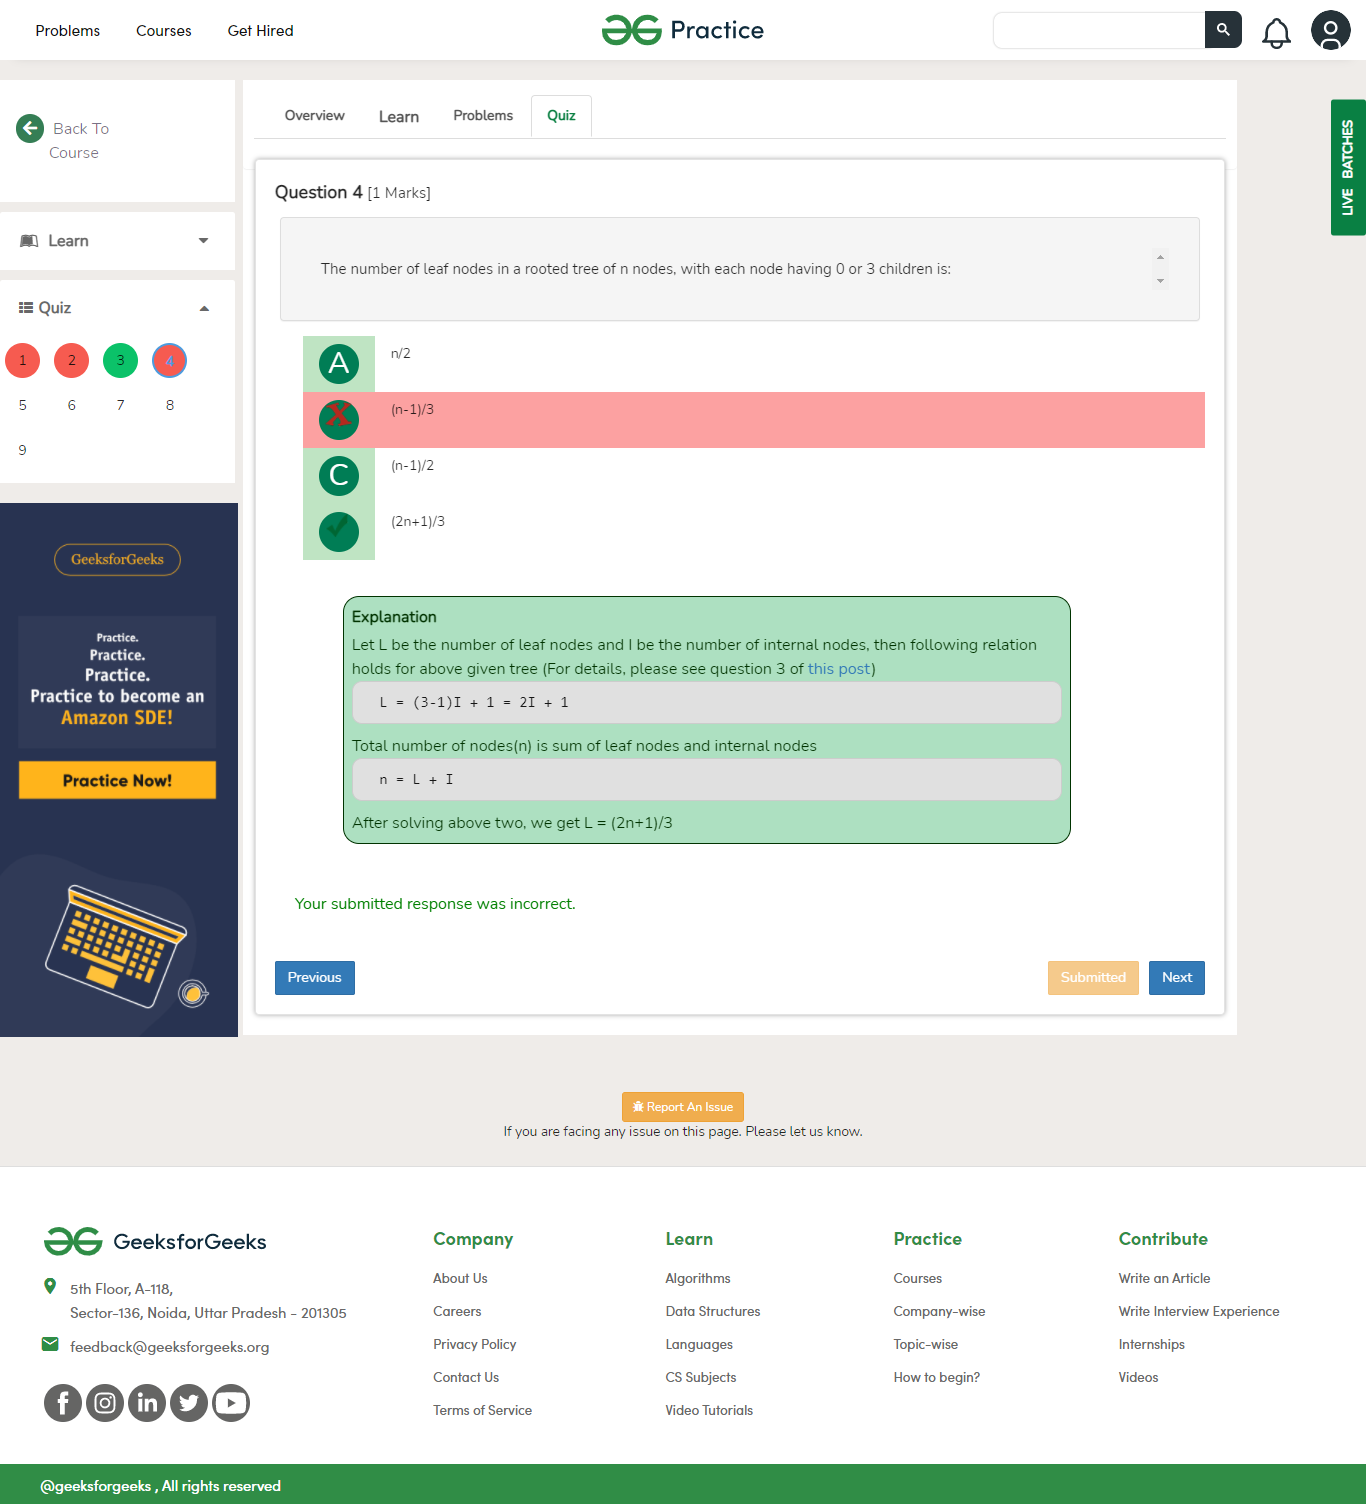 Problems Courses Get Hired
Practice
Back To
Course
Learn
Quiz
1 2 3 4
5 6 7 8
9
GeeksforGeeks
Practice.
Practice.
Practice.
Practice to become an
Amazon SDE!
Practice Now!
Overview Learn Problems Quiz
LIVE BATCHES
Question 4 [1 Marks]
The number of leaf nodes in a rooted tree of n nodes, with each node having 0 or 3 children is:
A n/2
X (n-1)/3
C (n-1)/2
(2n+1)/3
Explanation
Let L be the number of leaf nodes and I be the number of internal nodes, then following relation
holds for above given tree (For details, please see question 3 of this post)
L = (3-1)I + 1 = 2I + 1
Total number of nodes(n) is sum of leaf nodes and internal nodes
n = L + I
After solving above two, we get L = (2n+1)/3
Your submitted response was incorrect.
Previous Submitted Next
Report An Issue
If you are facing any issue on this page. Please let us know.
GeeksforGeeks
5th Floor, A-118,
Sector-136, Noida, Uttar Pradesh - 201305
feedback@geeksforgeeks.org
Company
About Us
Careers
Privacy Policy
Contact Us
Terms of Service
Learn
Algorithms
Data Structures
Languages
CS Subjects
Video Tutorials
Practice
Courses
Company-wise
Topic-wise
How to begin?
Contribute
Write an Article
Write Interview Experience
Internships
Videos
@geeksforgeeks , All rights reserved